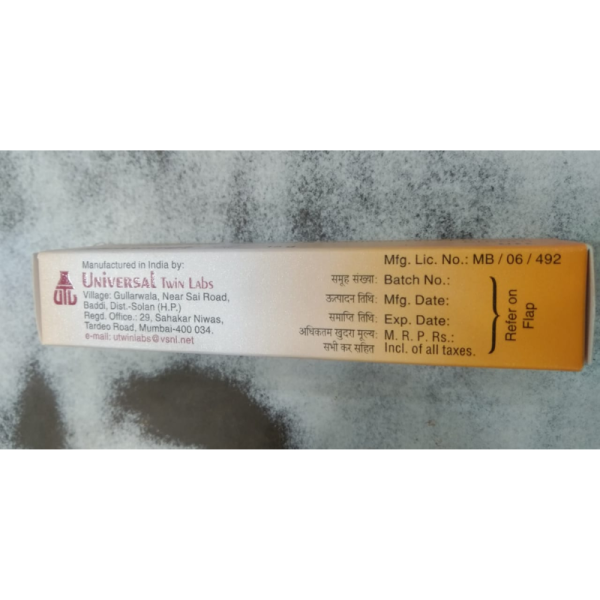 Manufactured in India by:
UTL
UNIVERSAL TWIN LABS
Village: Gullarwala, Near Sai Road,
Baddi, Dist.-Solan (H.P.)
Regd. Office.: 29, Sahakar Niwas,
Tardeo Road, Mumbai-400 034.
e-mail: utwinlabs@vsnl.net
Mfg. Lic. No.: MB / 06 / 492
समूह संख्या: Batch No.:
उत्पादन तिथि: Mfg. Date:
समाप्ति तिथि: Exp. Date:
अधिकतम खुदरा मूल्य: M. R. P. Rs.:
सभी कर सहित Incl. of all taxes.
Refer on
Flap